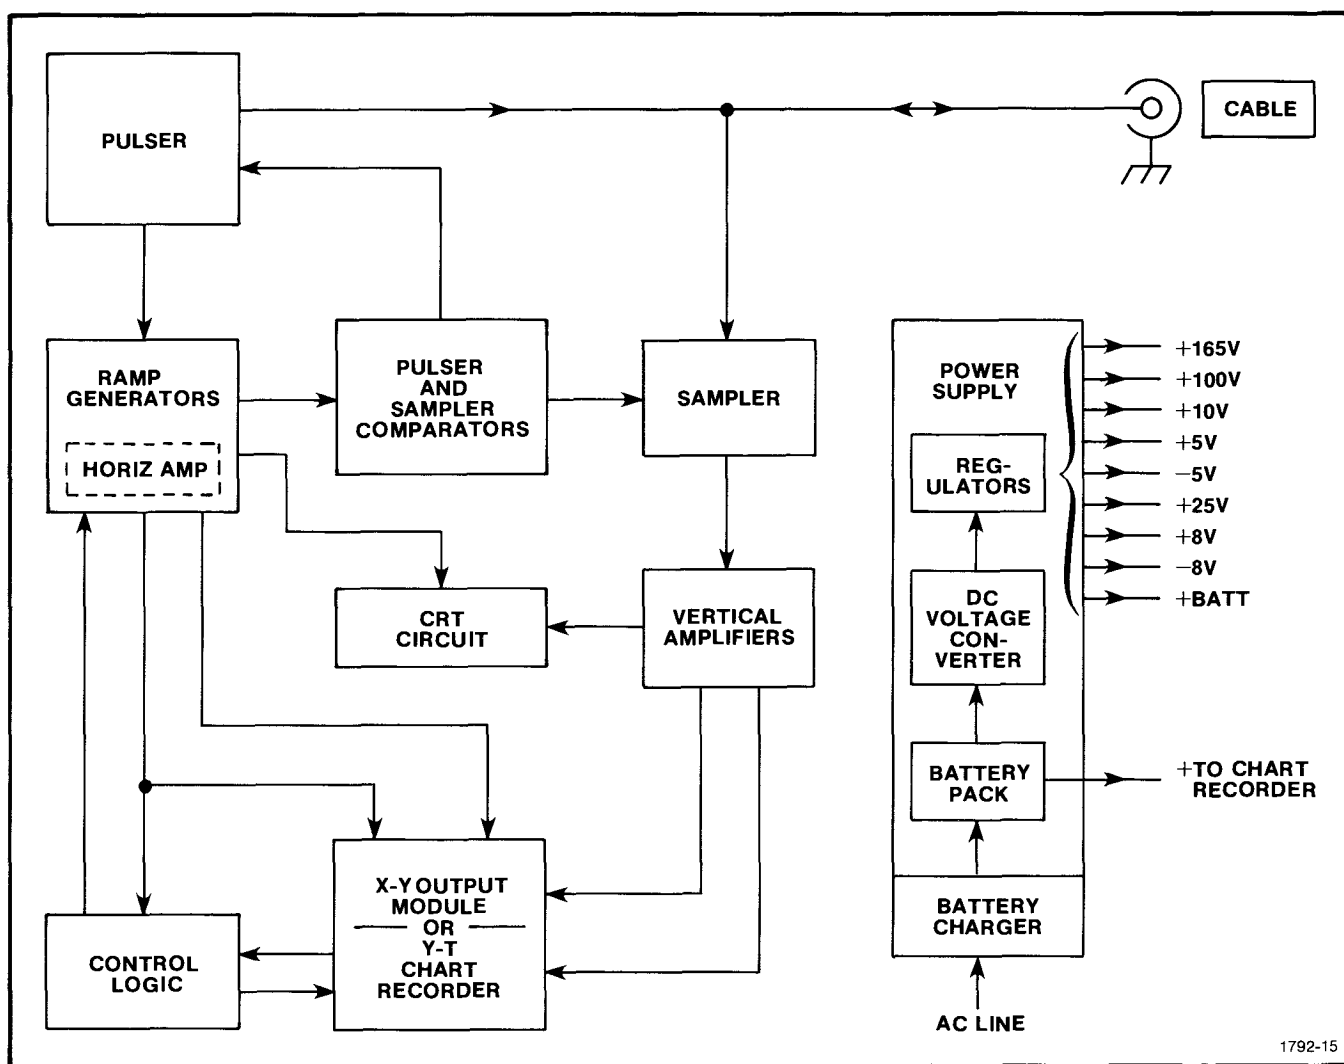 PULSER
CABLE
RAMP
GENERATORS
HORIZ AMP
PULSER
AND
SAMPLER
COMPARATORS
SAMPLER
CRT
CIRCUIT
VERTICAL
AMPLIFIERS
CONTROL
LOGIC
X-Y OUTPUT
MODULE
OR
Y-T
CHART
RECORDER
POWER
SUPPLY
REG-
ULATORS
DC
VOLTAGE
CON-
VERTER
BATTERY
PACK
BATTERY
CHARGER
AC LINE
+165V
+100V
+10V
+5V
−5V
+25V
+8V
−8V
+BATT
+TO CHART
RECORDER
1792-15